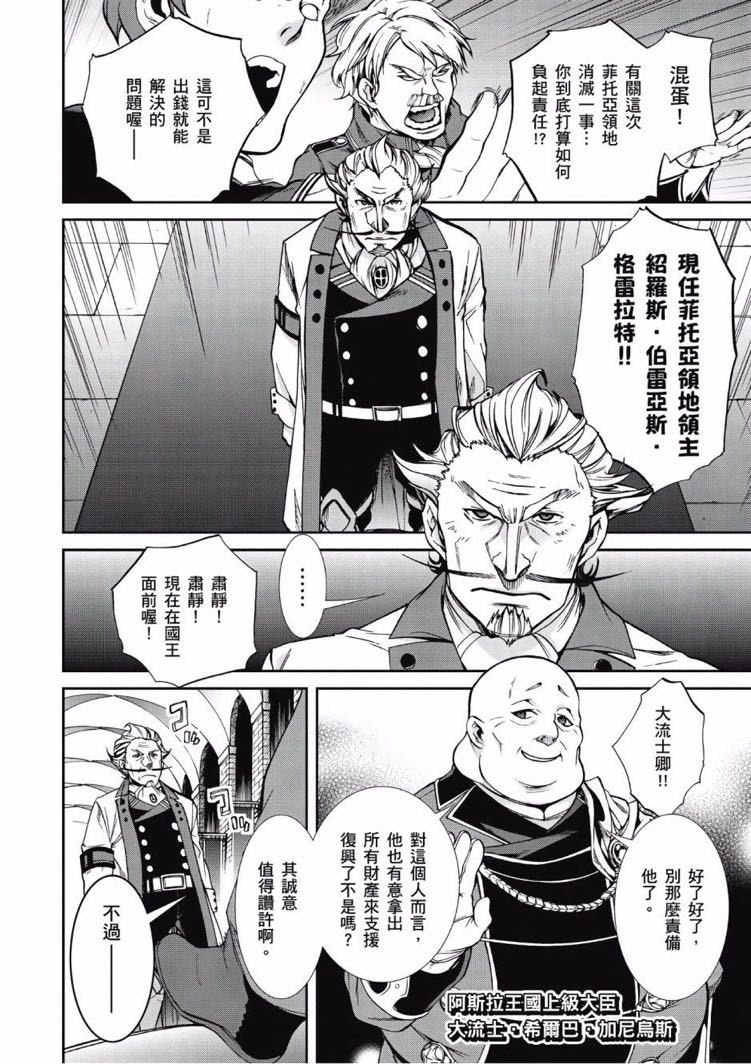 混蛋！
有關這次
菲托亞領地
消滅一事…
你到底打算如何
負起責任!?
這可不是
出錢就能
解決的
問題喔——
現任菲托亞領地領主
紹羅斯．伯雷亞斯．
格雷拉特!!
……
肅靜！
肅靜！
現在在國王
面前喔！
大流士卿!!
好了好了，
別那麼責備
他了。
對這個人而言，
他也有意拿出
所有財產來支援
復興了不是嗎？
阿斯拉王國上級大臣
大流士、希爾巴、加尼烏斯
コッ
コッ
其誠意
值得讚許啊。
不過——